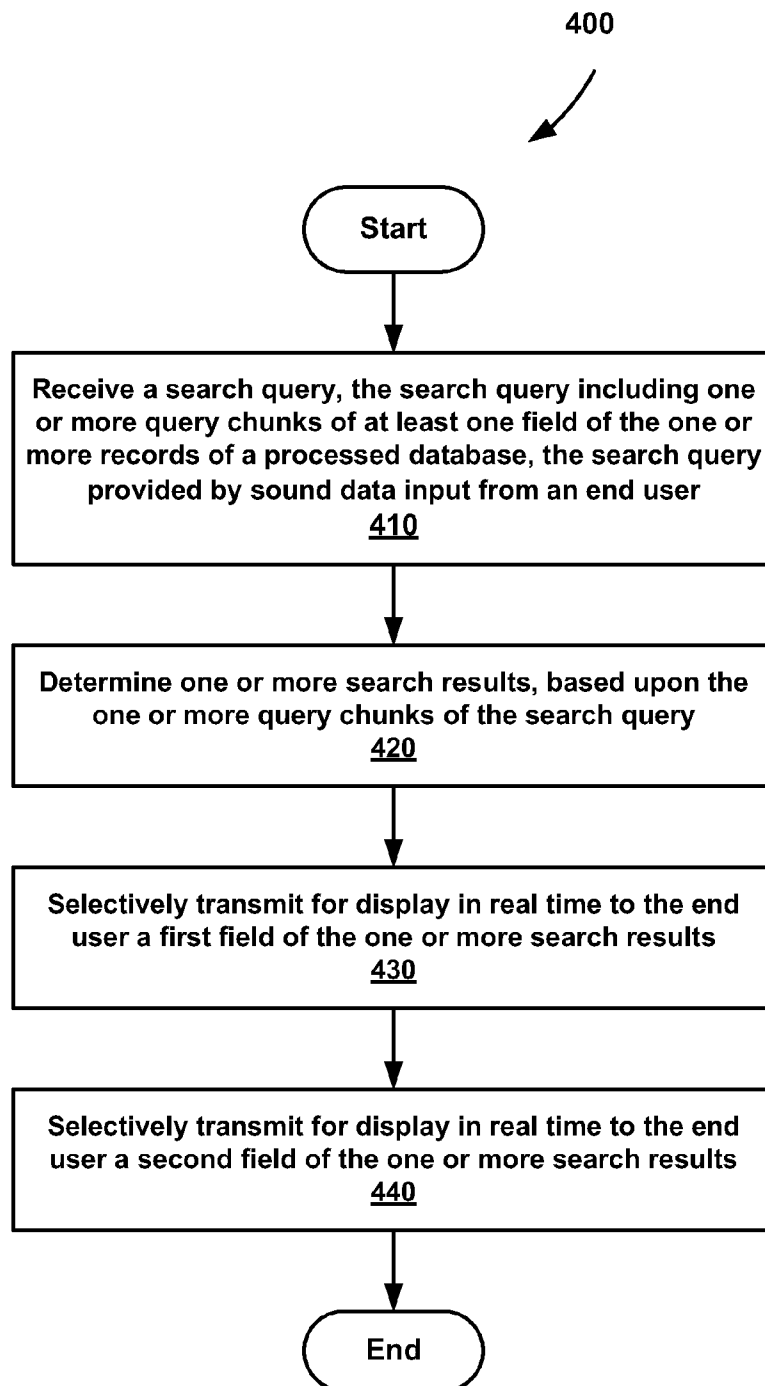 400
Start
Receive a search query, the search query including one
or more query chunks of at least one field of the one or
more records of a processed database, the search query
provided by sound data input from an end user
410
Determine one or more search results, based upon the
one or more query chunks of the search query
420
Selectively transmit for display in real time to the end
user a first field of the one or more search results
430
Selectively transmit for display in real time to the end
user a second field of the one or more search results
440
End